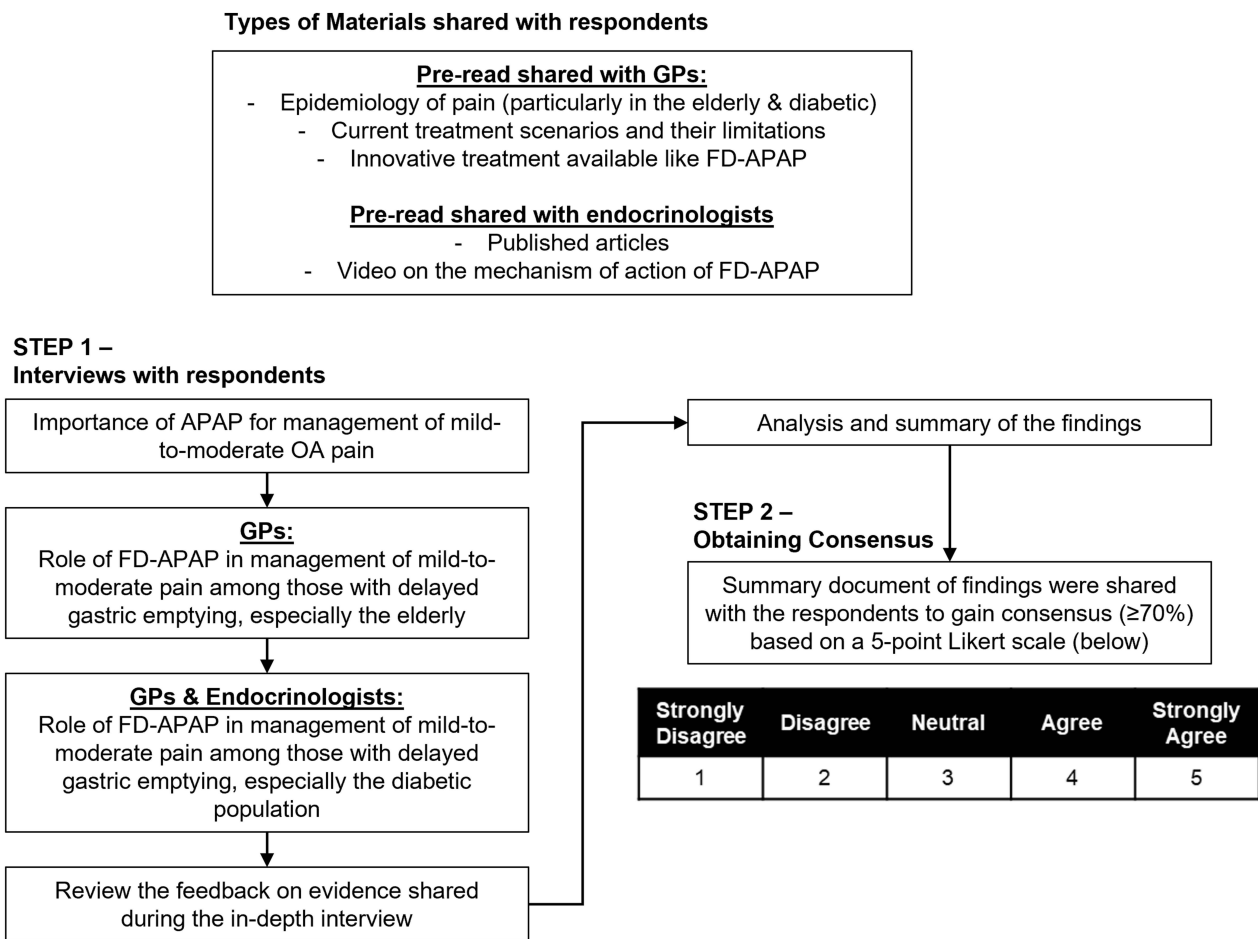 Types of Materials shared with respondents
Pre-read shared with GPs:
- Epidemiology of pain (particularly in the elderly & diabetic)
- Current treatment scenarios and their limitations
- Innovative treatment available like FD-APAP
Pre-read shared with endocrinologists
- Published articles
- Video on the mechanism of action of FD-APAP
STEP 1 –
Interviews with respondents
Importance of APAP for management of mild-
to-moderate OA pain
GPs:
Role of FD-APAP in management of mild-to-
moderate pain among those with delayed
gastric emptying, especially the elderly
GPs & Endocrinologists:
Role of FD-APAP in management of mild-to-
moderate pain among those with delayed
gastric emptying, especially the diabetic
population
Review the feedback on evidence shared
during the in-depth interview
Analysis and summary of the findings
STEP 2 –
Obtaining Consensus
Summary document of findings were shared
with the respondents to gain consensus (≥70%)
based on a 5-point Likert scale (below)
Strongly Disagree Disagree Neutral Agree Strongly Agree
1 2 3 4 5